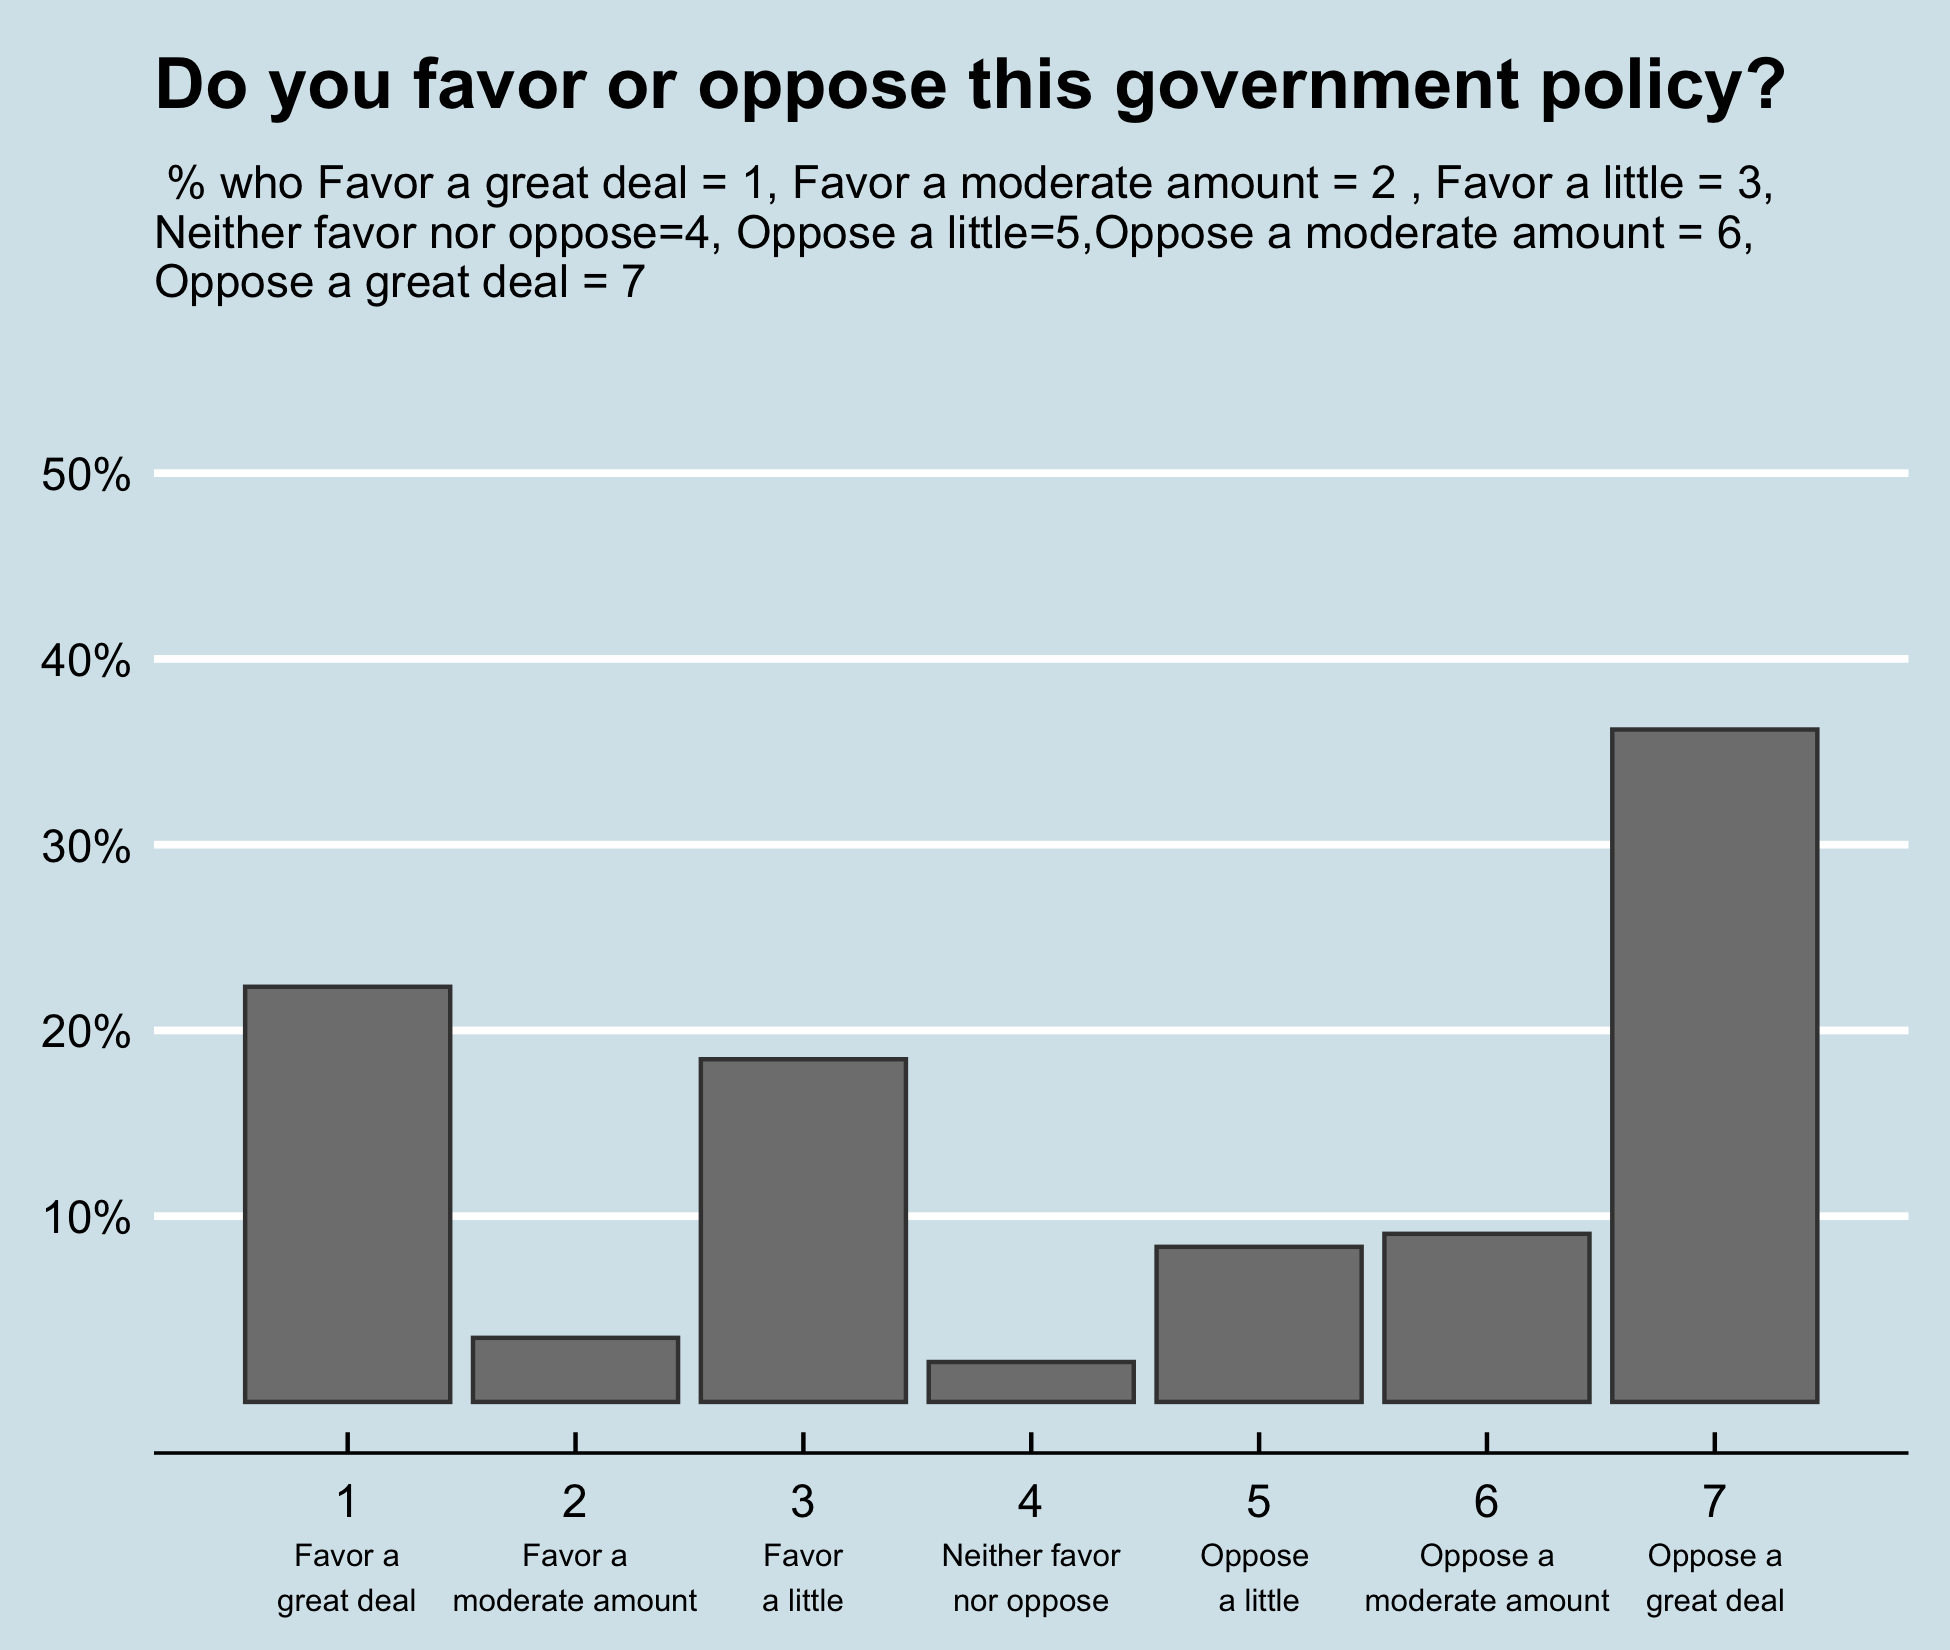 Do you favor or oppose this government policy?
% who Favor a great deal = 1, Favor a moderate amount = 2 , Favor a little = 3,
Neither favor nor oppose=4, Oppose a little=5,Oppose a moderate amount = 6,
Oppose a great deal = 7
50%
40%
30%
20%
10%
1 2 3 4 5 6 7
Favor a Favor a Favor Neither favor Oppose Oppose a Oppose a
great deal moderate amount a little nor oppose a little moderate amount great deal